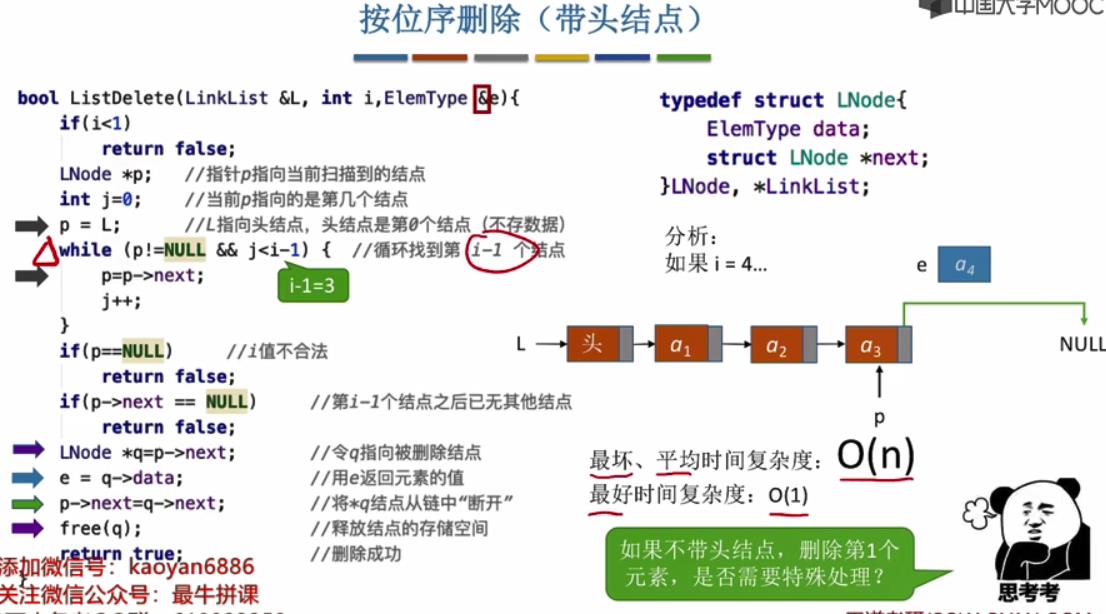 按位序删除（带头结点）
中国大学MOOC
bool ListDelete(LinkList &L, int i,ElemType &e){
if(i<1)
return false;
LNode *p; //指针p指向当前扫描到的结点
int j=0; //当前p指向的是第几个结点
p = L; //L指向头结点，头结点是第0个结点（不存数据）
while (p!=NULL && j<i-1) { //循环找到第 i-1 个结点
p=p->next;
i-1=3
j++;
}
if(p==NULL) //i值不合法
return false;
if(p->next == NULL) //第i-1个结点之后已无其他结点
return false;
LNode *q=p->next; //令q指向被删除结点
e = q->data; //用e返回元素的值
p->next=q->next; //将*q结点从链中“断开”
free(q); //释放结点的存储空间
return true; //删除成功
}
typedef struct LNode{
ElemType data;
struct LNode *next;
}LNode, *LinkList;
分析：
如果 i = 4...
e a4
L 头 a1 a2 a3 NULL
p
最坏、平均时间复杂度：O(n)
最好时间复杂度：O(1)
如果不带头结点，删除第1个
元素，是否需要特殊处理？
思考考
添加微信号：kaoyan6886
关注微信公众号：最牛拼课